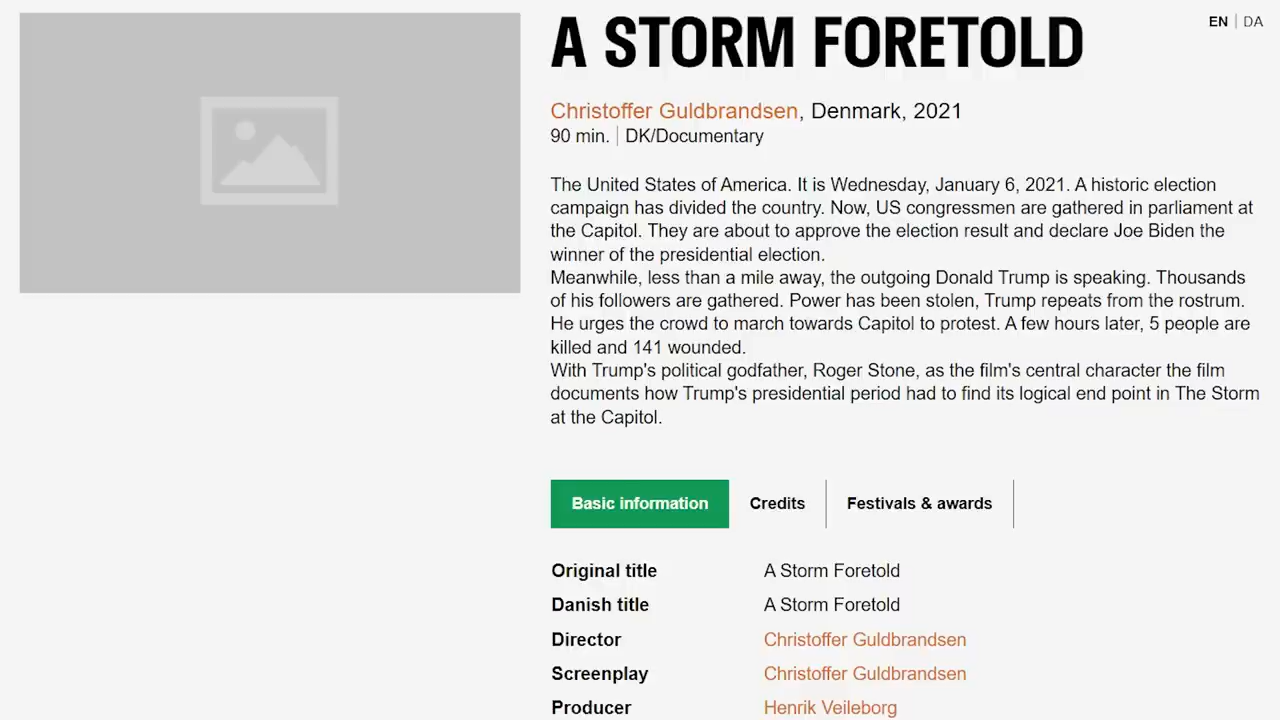 A STORM FORETOLD
EN | DA
Christoffer Guldbrandsen, Denmark, 2021
90 min. | DK/Documentary
The United States of America. It is Wednesday, January 6, 2021. A historic election
campaign has divided the country. Now, US congressmen are gathered in parliament at
the Capitol. They are about to approve the election result and declare Joe Biden the
winner of the presidential election.
Meanwhile, less than a mile away, the outgoing Donald Trump is speaking. Thousands
of his followers are gathered. Power has been stolen, Trump repeats from the rostrum.
He urges the crowd to march towards Capitol to protest. A few hours later, 5 people are
killed and 141 wounded.
With Trump's political godfather, Roger Stone, as the film's central character the film
documents how Trump's presidential period had to find its logical end point in The Storm
at the Capitol.
Basic information
Credits
Festivals & awards
Original title A Storm Foretold
Danish title A Storm Foretold
Director Christoffer Guldbrandsen
Screenplay Christoffer Guldbrandsen
Producer Henrik Veileborg